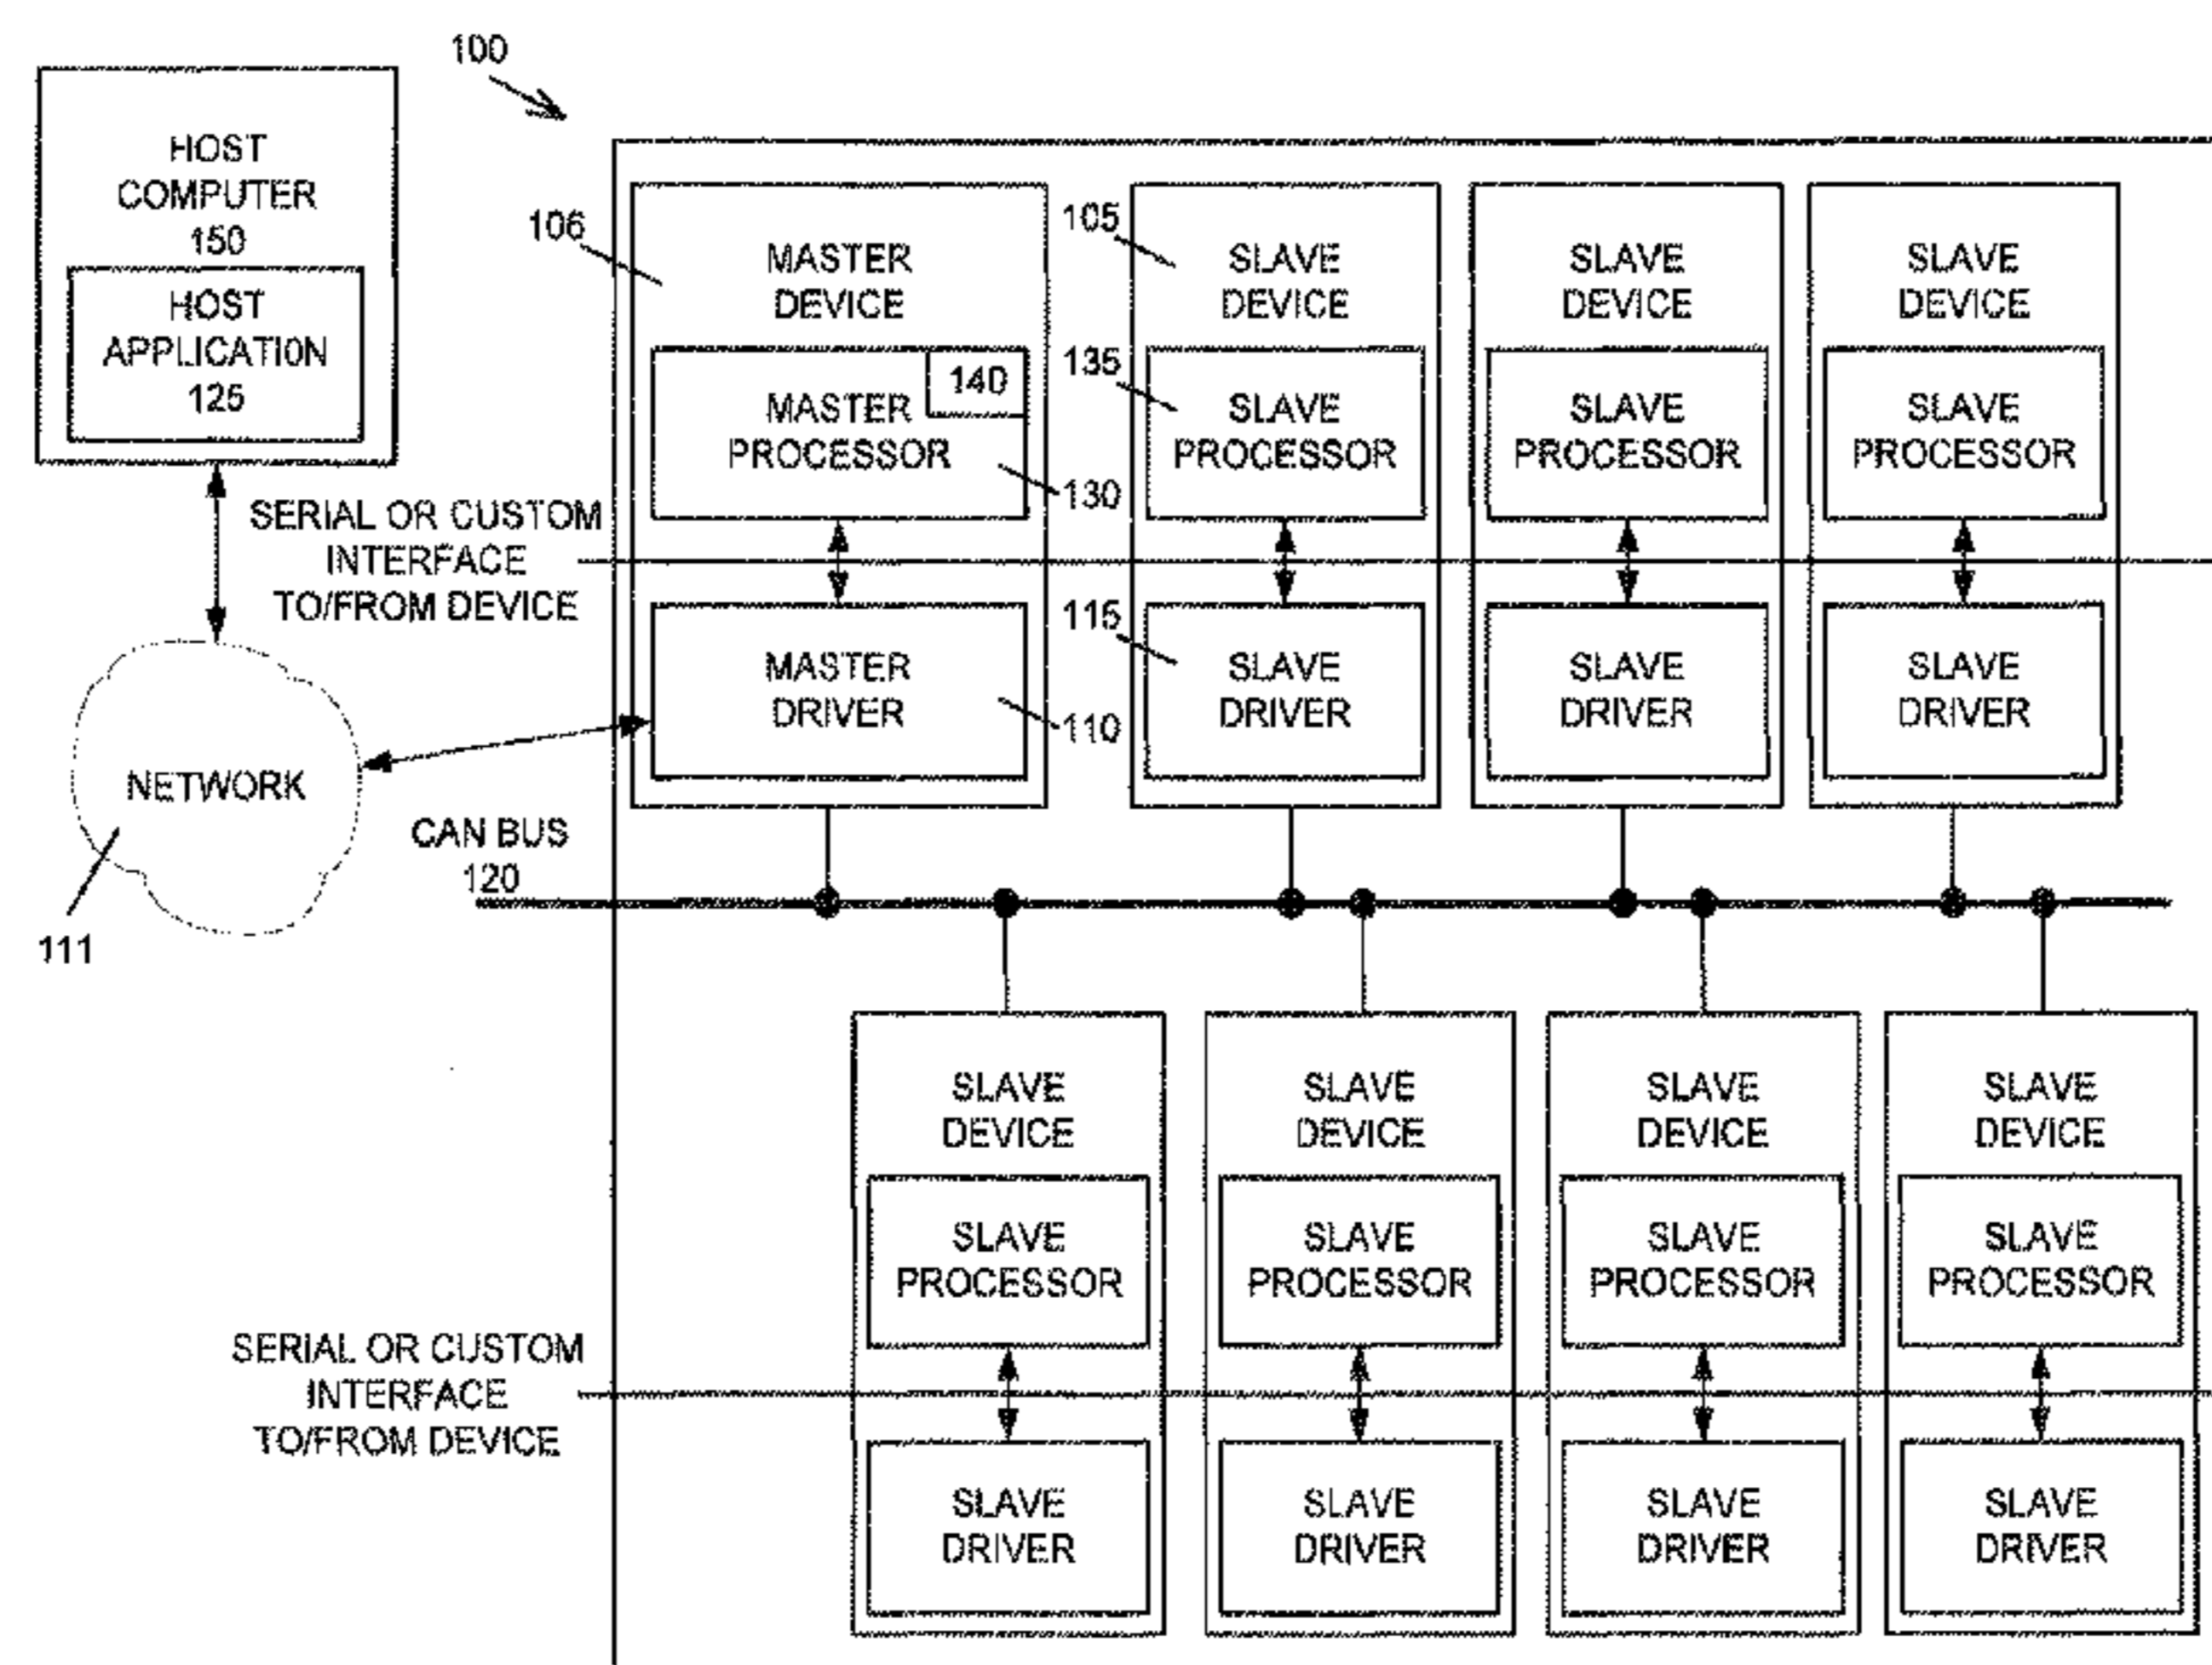 100
HOST
COMPUTER
150
HOST
APPLICATION
125
106
MASTER
DEVICE
140
MASTER
PROCESSOR
130
MASTER
DRIVER
110
105
SLAVE
DEVICE
135
SLAVE
PROCESSOR
115
SLAVE
DRIVER
SLAVE
DEVICE
SLAVE
PROCESSOR
SLAVE
DRIVER
SLAVE
DEVICE
SLAVE
PROCESSOR
SLAVE
DRIVER
SERIAL OR CUSTOM
INTERFACE
TO/FROM DEVICE
NETWORK
111
CAN BUS
120
SLAVE
DEVICE
SLAVE
PROCESSOR
SLAVE
DRIVER
SLAVE
DEVICE
SLAVE
PROCESSOR
SLAVE
DRIVER
SLAVE
DEVICE
SLAVE
PROCESSOR
SLAVE
DRIVER
SLAVE
DEVICE
SLAVE
PROCESSOR
SLAVE
DRIVER
SERIAL OR CUSTOM
INTERFACE
TO/FROM DEVICE